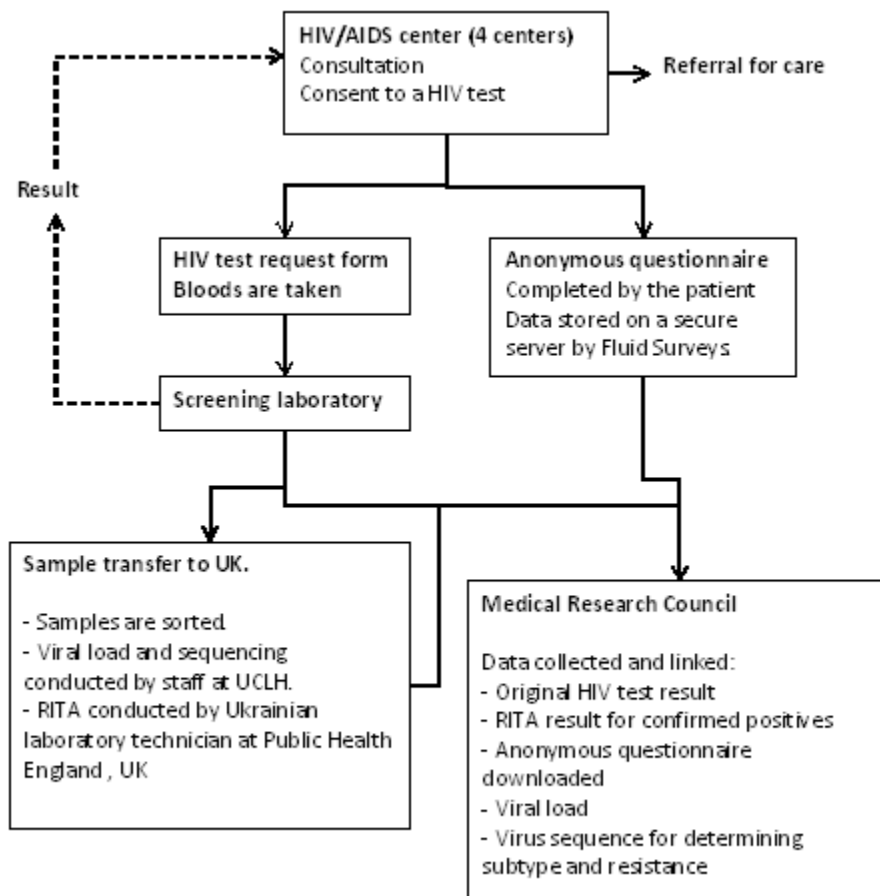 HIV/AIDS center (4 centers)
Consultation
Consent to a HIV test
Referral for care
Result
HIV test request form
Bloods are taken
Anonymous questionnaire
Completed by the patient
Data stored on a secure
server by Fluid Surveys.
Screening laboratory
Sample transfer to UK.
- Samples are sorted.
- Viral load and sequencing
conducted by staff at UCLH.
- RITA conducted by Ukrainian
laboratory technician at Public Health
England , UK
Medical Research Council
Data collected and linked:
- Original HIV test result
- RITA result for confirmed positives
- Anonymous questionnaire
downloaded
- Viral load
- Virus sequence for determining
subtype and resistance